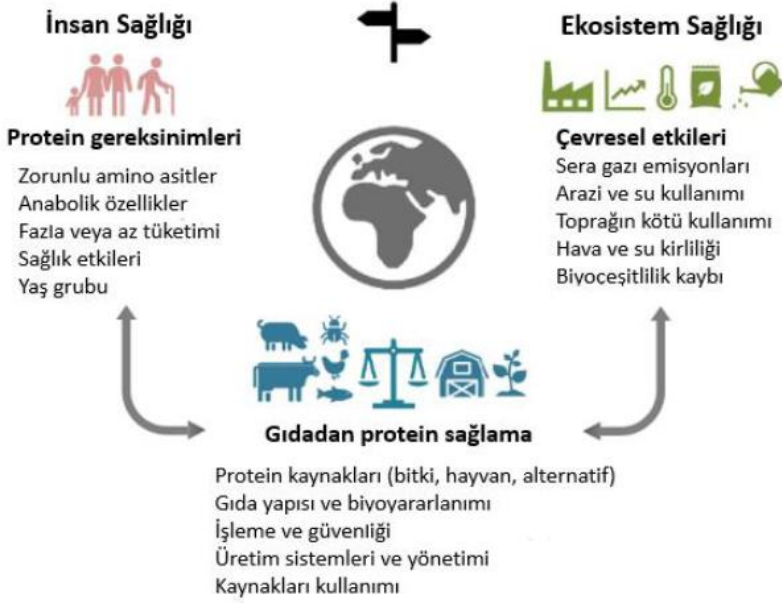 İnsan Sağlığı
Protein gereksinimleri
Zorunlu amino asitler
Anabolik özellikler
Fazla veya az tüketimi
Sağlık etkileri
Yaş grubu
Ekosistem Sağlığı
Çevresel etkileri
Sera gazı emisyonları
Arazi ve su kullanımı
Toprağın kötü kullanımı
Hava ve su kirliliği
Biyoçeşitlilik kaybı
Gıdadan protein sağlama
Protein kaynakları (bitki, hayvan, alternatif)
Gıda yapısı ve biyoyararlanımı
İşleme ve güvenliği
Üretim sistemleri ve yönetimi
Kaynakları kullanımı